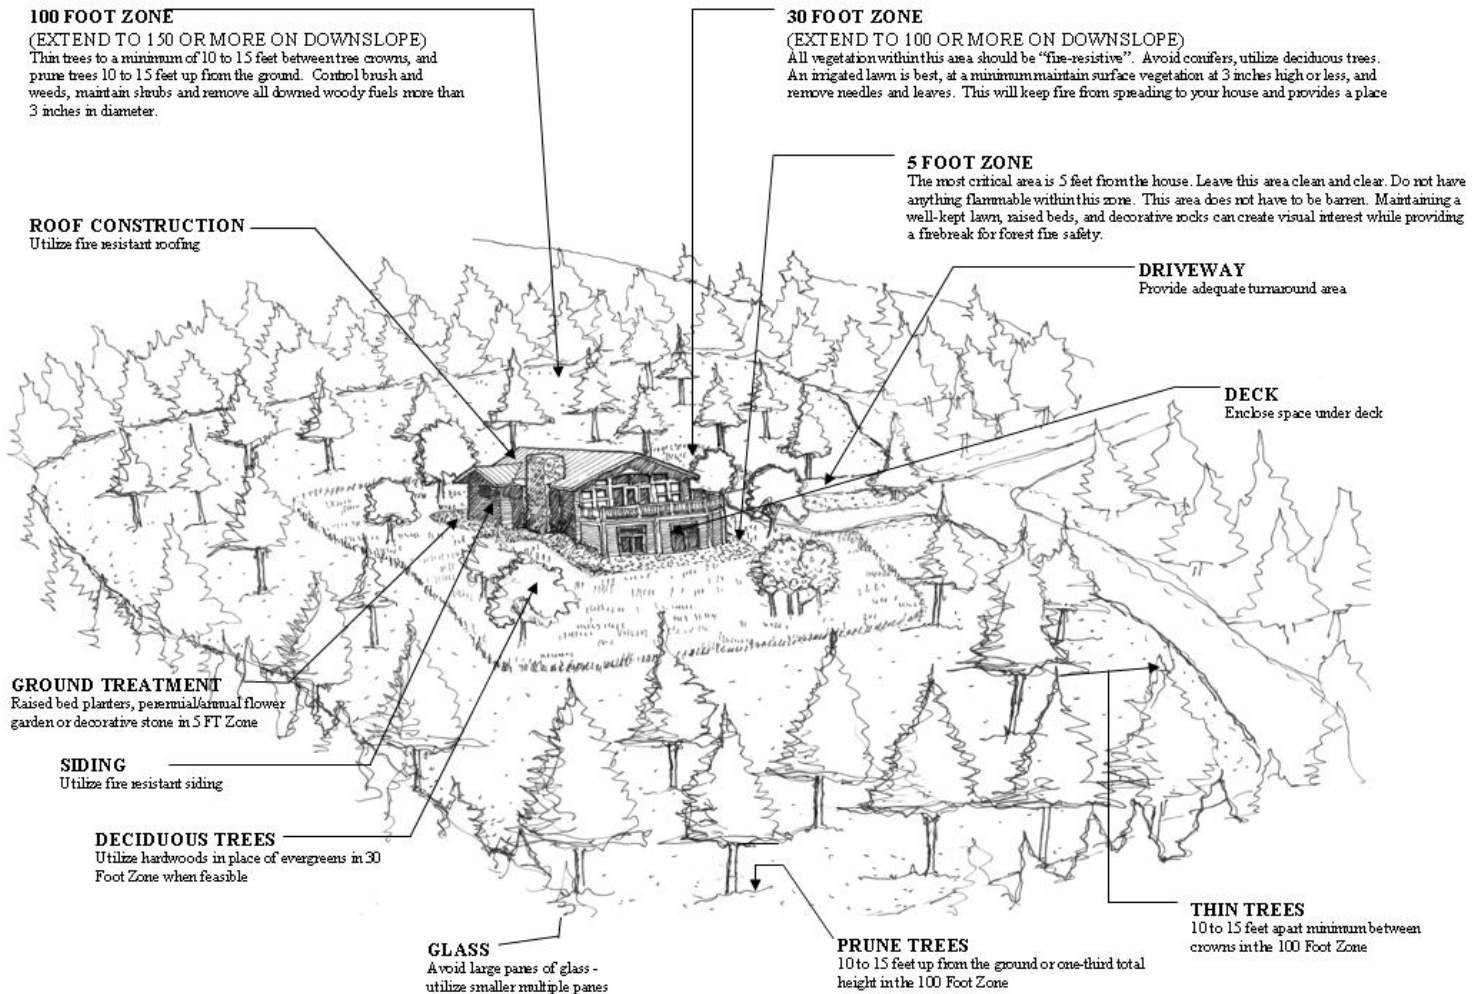 100 FOOT ZONE
(EXTEND TO 150 OR MORE ON DOWNSLOPE)
Thin trees to a minimum of 10 to 15 feet between tree crowns, and
prune trees 10 to 15 feet up from the ground. Control brush and
weeds, maintain shrubs and remove all downed woody fuels more than
3 inches in diameter.
30 FOOT ZONE
(EXTEND TO 100 OR MORE ON DOWNSLOPE)
All vegetation within this area should be “fire-resistive”. Avoid conifers, utilize deciduous trees.
An irrigated lawn is best, at a minimum maintain surface vegetation at 3 inches high or less, and
remove needles and leaves. This will keep fire from spreading to your house and provides a place
5 FOOT ZONE
The most critical area is 5 feet from the house. Leave this area clean and clear. Do not have
anything flammable within this zone. This area does not have to be barren. Maintaining a
well-kept lawn, raised beds, and decorative rocks can create visual interest while providing
a firebreak for forest fire safety.
ROOF CONSTRUCTION
Utilize fire resistant roofing
DRIVEWAY
Provide adequate turnaround area
DECK
Enclose space under deck
GROUND TREATMENT
Raised bed planters, perennial/annual flower
garden or decorative stone in 5 FT Zone
SIDING
Utilize fire resistant siding
DECIDUOUS TREES
Utilize hardwoods in place of evergreens in 30
Foot Zone when feasible
GLASS
Avoid large panes of glass -
utilize smaller multiple panes
PRUNE TREES
10 to 15 feet up from the ground or one-third total
height in the 100 Foot Zone
THIN TREES
10 to 15 feet apart minimum between
crowns in the 100 Foot Zone